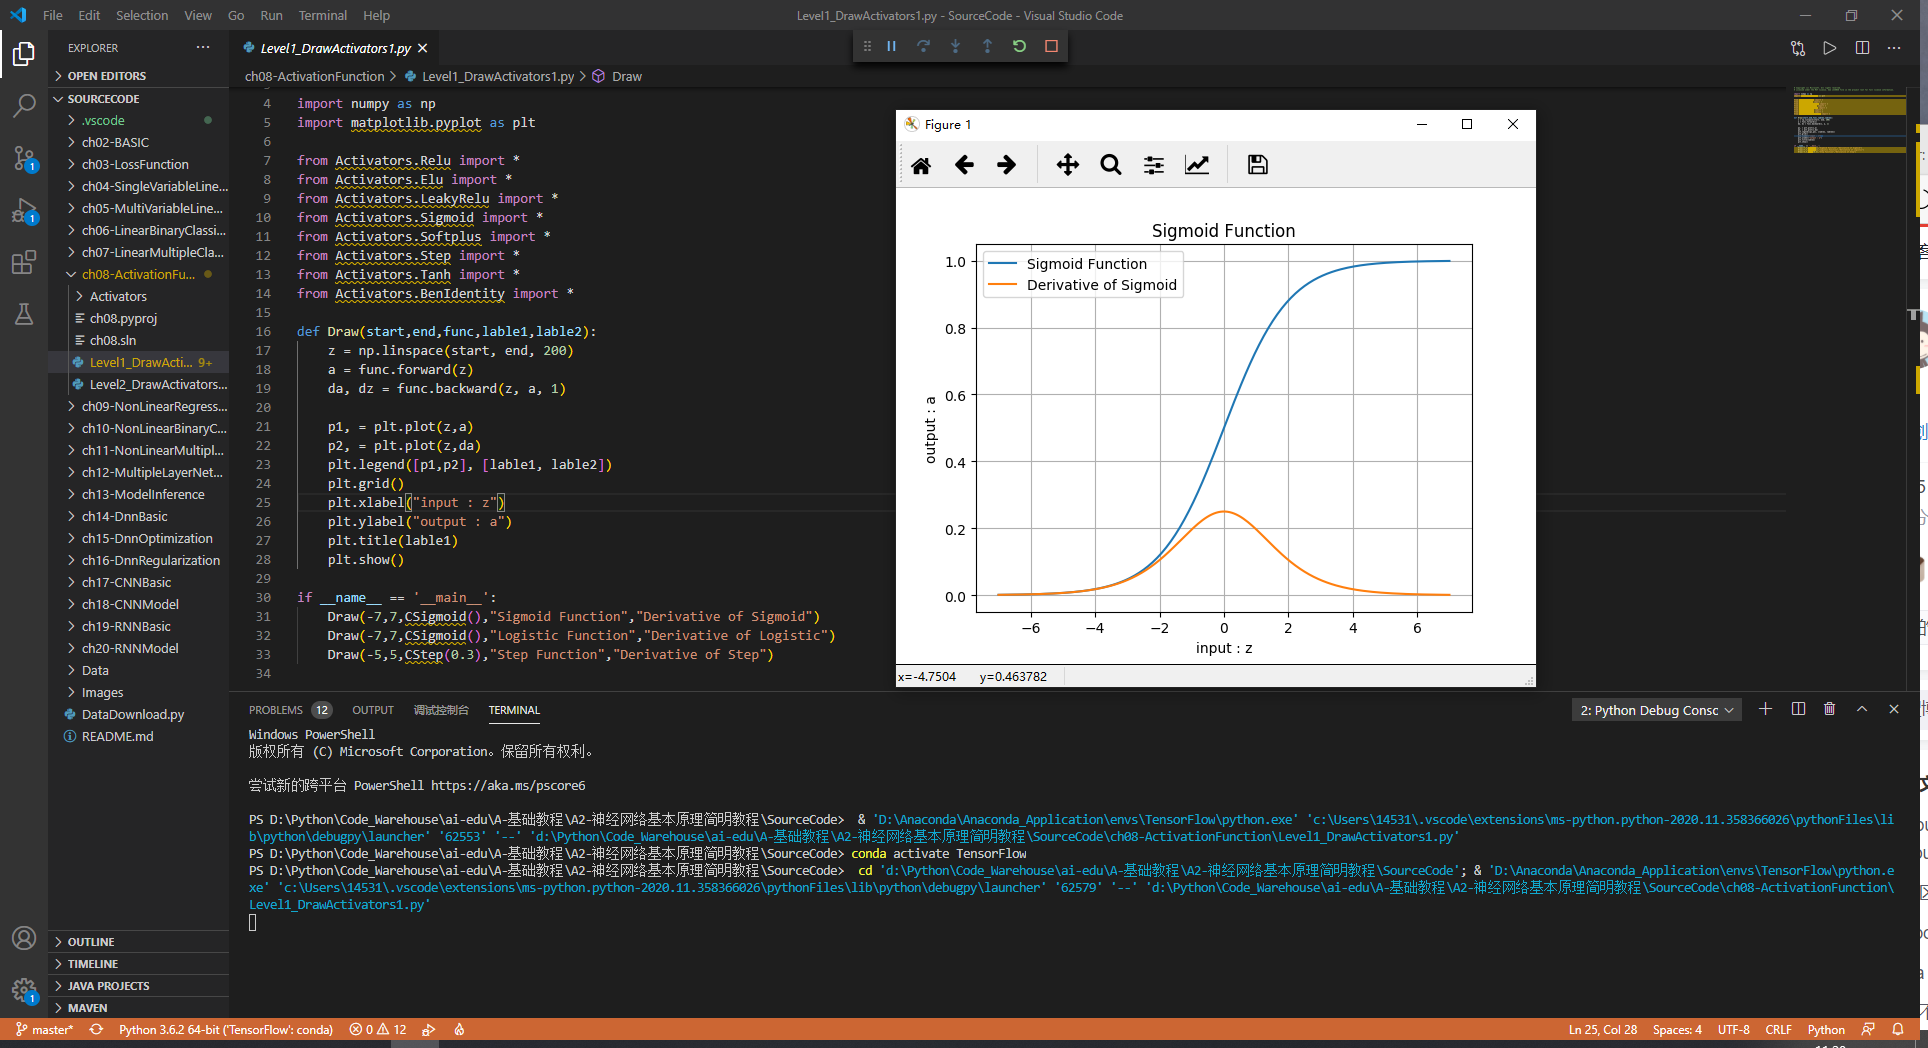 File Edit Selection View Go Run Terminal Help
Level1_DrawActivators1.py - SourceCode - Visual Studio Code
EXPLORER
OPEN EDITORS
SOURCECODE
.vscode
ch02-BASIC
ch03-LossFunction
ch04-SingleVariableLine...
ch05-MultiVariableLine...
ch06-LinearBinaryClassi...
ch07-LinearMultipleCla...
ch08-ActivationFu...
Activators
ch08.pyproj
ch08.sln
Level1_DrawActi... 9+
Level2_DrawActivators...
ch09-NonLinearRegress...
ch10-NonLinearBinaryC...
ch11-NonLinearMultipl...
ch12-MultipleLayerNet...
ch13-ModelInference
ch14-DnnBasic
ch15-DnnOptimization
ch16-DnnRegularization
ch17-CNNBasic
ch18-CNNModel
ch19-RNNBasic
ch20-RNNModel
Data
Images
DataDownload.py
README.md
OUTLINE
TIMELINE
JAVA PROJECTS
MAVEN
1
1
1
Level1_DrawActivators1.py
ch08-ActivationFunction > Level1_DrawActivators1.py > Draw
4 import numpy as np
5 import matplotlib.pyplot as plt
6
7 from Activators.Relu import *
8 from Activators.Elu import *
9 from Activators.LeakyRelu import *
10 from Activators.Sigmoid import *
11 from Activators.Softplus import *
12 from Activators.Step import *
13 from Activators.Tanh import *
14 from Activators.BenIdentity import *
15
16 def Draw(start,end,func,lable1,lable2):
17 z = np.linspace(start, end, 200)
18 a = func.forward(z)
19 da, dz = func.backward(z, a, 1)
20
21 p1, = plt.plot(z,a)
22 p2, = plt.plot(z,da)
23 plt.legend([p1,p2], [lable1, lable2])
24 plt.grid()
25 plt.xlabel("input : z")
26 plt.ylabel("output : a")
27 plt.title(lable1)
28 plt.show()
29
30 if __name__ == '__main__':
31 Draw(-7,7,CSigmoid(),"Sigmoid Function","Derivative of Sigmoid")
32 Draw(-7,7,CSigmoid(),"Logistic Function","Derivative of Logistic")
33 Draw(-5,5,CStep(0.3),"Step Function","Derivative of Step")
34
Figure 1
Sigmoid Function
Sigmoid Function
Derivative of Sigmoid
1.0
0.8
0.6
0.4
0.2
0.0
output : a
−6 −4 −2 0 2 4 6
input : z
x=-4.7504 y=0.463782
PROBLEMS 12 OUTPUT 调试控制台 TERMINAL
2: Python Debug Consc
Windows PowerShell
版权所有 (C) Microsoft Corporation。保留所有权利。
尝试新的跨平台 PowerShell https://aka.ms/pscore6
PS D:\Python\Code_Warehouse\ai-edu\A-基础教程\A2-神经网络基本原理简明教程\SourceCode> & 'D:\Anaconda\Anaconda_Application\envs\TensorFlow\python.exe' 'c:\Users\14531\.vscode\extensions\ms-python.python-2020.11.358366026\pythonFiles\li
b\python\debugpy\launcher' '62553' '--' 'd:\Python\Code_Warehouse\ai-edu\A-基础教程\A2-神经网络基本原理简明教程\SourceCode\ch08-ActivationFunction\Level1_DrawActivators1.py'
PS D:\Python\Code_Warehouse\ai-edu\A-基础教程\A2-神经网络基本原理简明教程\SourceCode> conda activate TensorFlow
PS D:\Python\Code_Warehouse\ai-edu\A-基础教程\A2-神经网络基本原理简明教程\SourceCode> cd 'd:\Python\Code_Warehouse\ai-edu\A-基础教程\A2-神经网络基本原理简明教程\SourceCode'; & 'D:\Anaconda\Anaconda_Application\envs\TensorFlow\python.e
xe' 'c:\Users\14531\.vscode\extensions\ms-python.python-2020.11.358366026\pythonFiles\lib\python\debugpy\launcher' '62579' '--' 'd:\Python\Code_Warehouse\ai-edu\A-基础教程\A2-神经网络基本原理简明教程\SourceCode\ch08-ActivationFunction\
Level1_DrawActivators1.py'
master* Python 3.6.2 64-bit ('TensorFlow': conda) 0 12
Ln 25, Col 28 Spaces: 4 UTF-8 CRLF Python